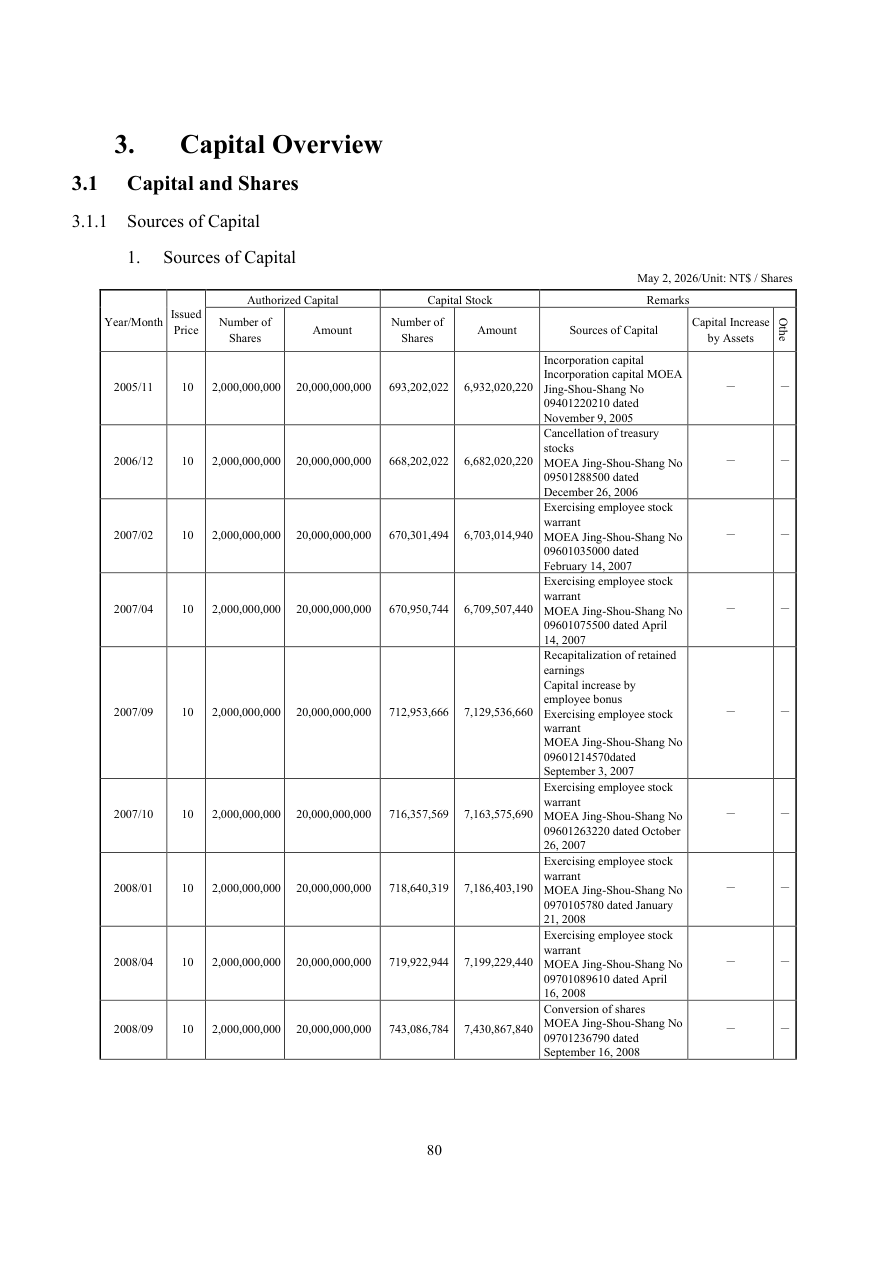 3. Capital Overview
3.1 Capital and Shares
3.1.1 Sources of Capital
1. Sources of Capital
May 2, 2026/Unit: NT$ / Shares
Year/Month
Issued
Price
Authorized Capital
Capital Stock
Remarks
Number of
Shares
Amount
Number of
Shares
Amount
Sources of Capital
Capital Increase
by Assets
Othe
2005/11 10 2,000,000,000 20,000,000,000 693,202,022 6,932,020,220
Incorporation capital
Incorporation capital MOEA
Jing-Shou-Shang No
09401220210 dated
November 9, 2005
— —
2006/12 10 2,000,000,000 20,000,000,000 668,202,022 6,682,020,220
Cancellation of treasury
stocks
MOEA Jing-Shou-Shang No
09501288500 dated
December 26, 2006
— —
2007/02 10 2,000,000,000 20,000,000,000 670,301,494 6,703,014,940
Exercising employee stock
warrant
MOEA Jing-Shou-Shang No
09601035000 dated
February 14, 2007
— —
2007/04 10 2,000,000,000 20,000,000,000 670,950,744 6,709,507,440
Exercising employee stock
warrant
MOEA Jing-Shou-Shang No
09601075500 dated April
14, 2007
— —
2007/09 10 2,000,000,000 20,000,000,000 712,953,666 7,129,536,660
Recapitalization of retained
earnings
Capital increase by
employee bonus
Exercising employee stock
warrant
MOEA Jing-Shou-Shang No
09601214570dated
September 3, 2007
— —
2007/10 10 2,000,000,000 20,000,000,000 716,357,569 7,163,575,690
Exercising employee stock
warrant
MOEA Jing-Shou-Shang No
09601263220 dated October
26, 2007
— —
2008/01 10 2,000,000,000 20,000,000,000 718,640,319 7,186,403,190
Exercising employee stock
warrant
MOEA Jing-Shou-Shang No
0970105780 dated January
21, 2008
— —
2008/04 10 2,000,000,000 20,000,000,000 719,922,944 7,199,229,440
Exercising employee stock
warrant
MOEA Jing-Shou-Shang No
09701089610 dated April
16, 2008
— —
2008/09 10 2,000,000,000 20,000,000,000 743,086,784 7,430,867,840
Conversion of shares
MOEA Jing-Shou-Shang No
09701236790 dated
September 16, 2008
— —
80